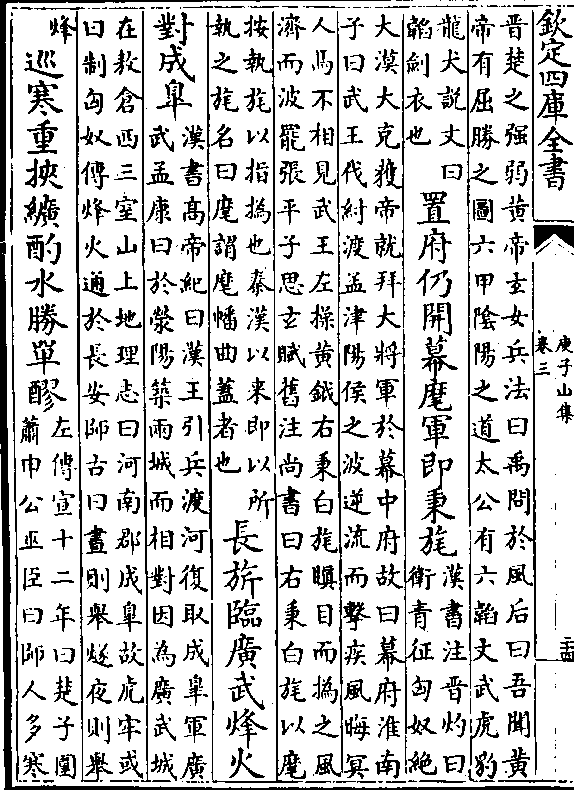 欽定四庫全書
庚子山集
卷三
二十四
晋楚之强弱黄帝玄女兵法曰禹問於風后曰吾聞黄
帝有屈勝之圖六甲陰陽之道太公有六韜文武虎豹
龍犬說文曰
韜劍衣也
置府仍開幕麾軍即秉旄
漢書注晋灼曰
衛青征匈奴絶
大漠大克獲帝就拜大將軍於幕中府故曰幕府淮南
子曰武王伐紂渡孟津陽侯之波逆流而擊疾風晦冥
人馬不相見武王左操黄鉞右秉白旄瞋目而撝之風
濟而波罷張平子思玄賦舊注尚書曰右秉白旄以麾
按執旄以指撝也秦漢以来即以所
執之旄名曰麾謂麾幡曲蓋者也
長旂臨廣武烽火
對成臯
漢書髙帝紀曰漢王引兵渡河復取成臯軍廣
武孟康曰於滎陽築兩城而相對因為廣武城
在敖倉西三室山上地理志曰河南郡成臯故虎牢或
曰制匈奴傳烽火通於長安師古曰晝則舉燧夜則舉
烽
巡寒重挾纊酌水勝單醪
左傳宣十二年曰楚子圍
蕭申公巫臣曰師人多寒